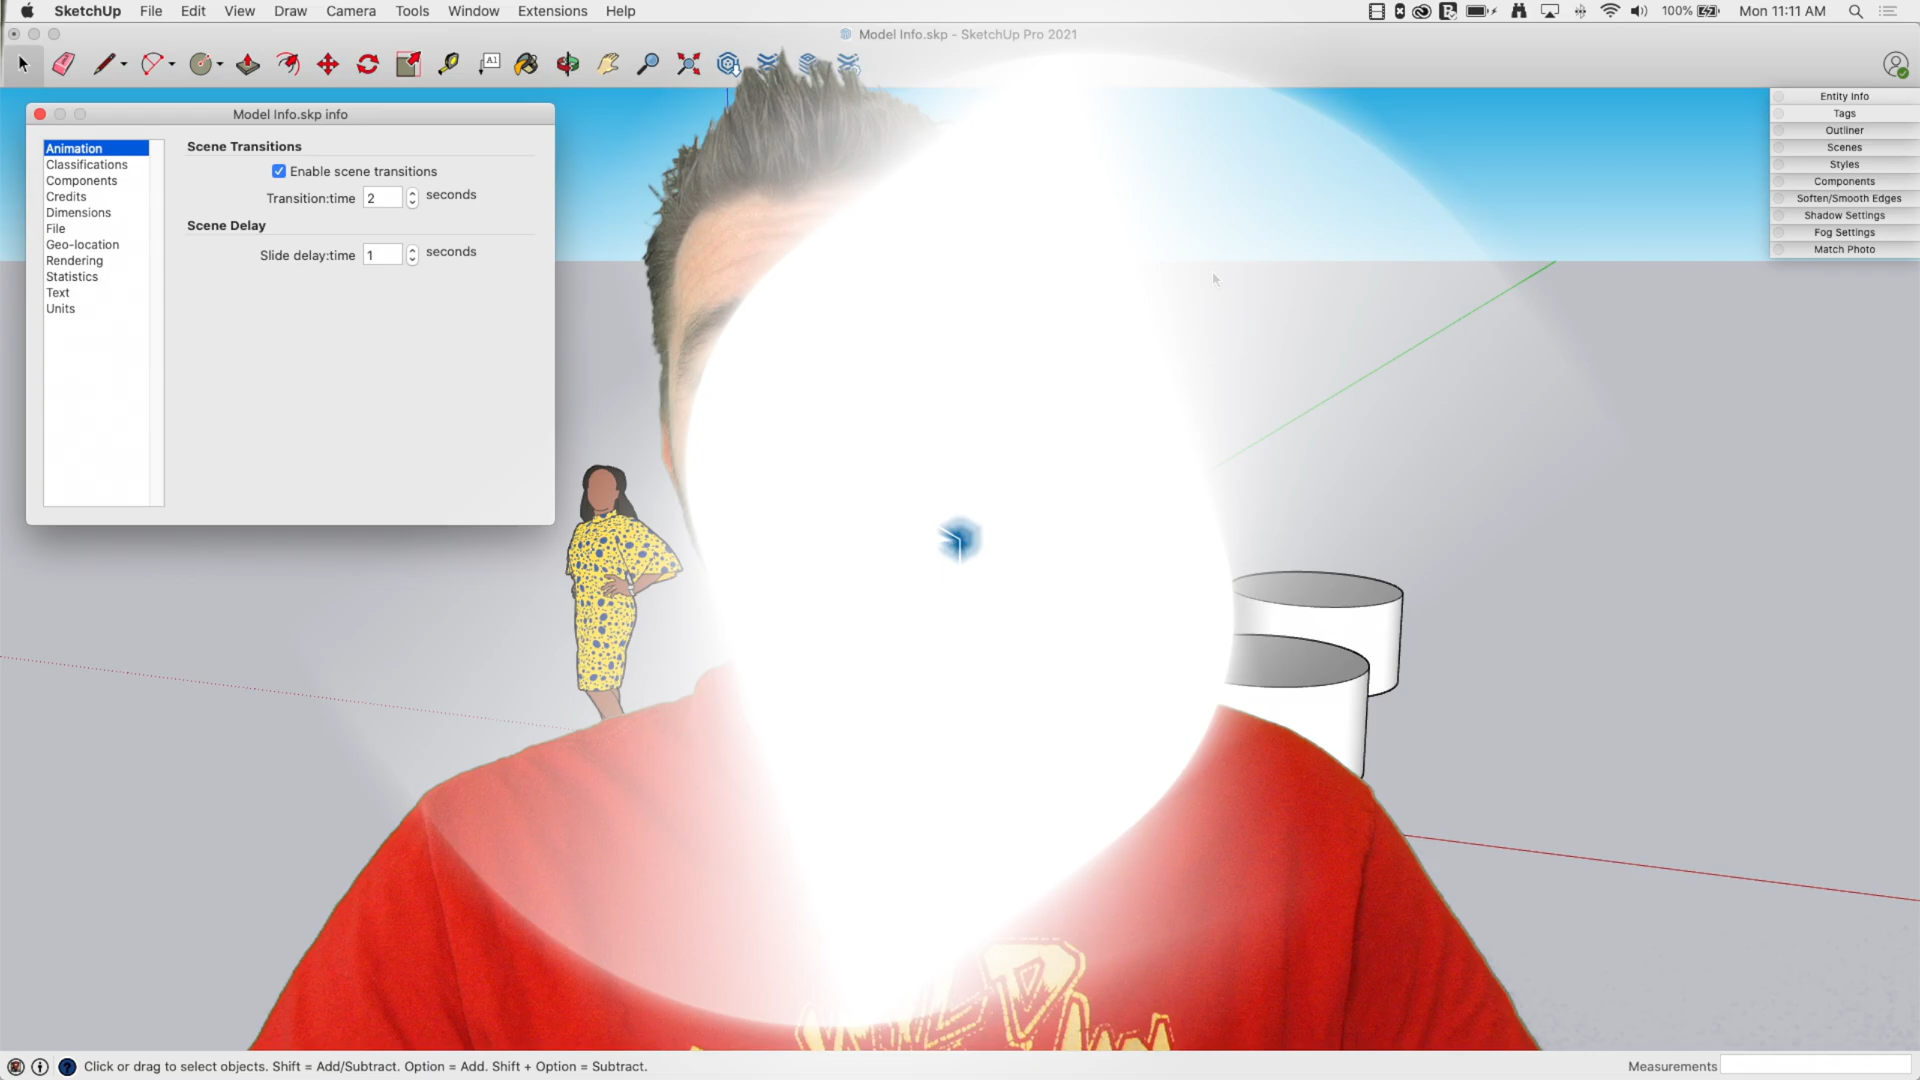 SketchUp File Edit View Draw Camera Tools Window Extensions Help
100% Mon 11:11 AM
Model Info.skp - SketchUp Pro 2021
A1
Model Info.skp info
Animation
Classifications
Components
Credits
Dimensions
File
Geo-location
Rendering
Statistics
Text
Units
Scene Transitions
Enable scene transitions
Transition:time 2 seconds
Scene Delay
Slide delay:time 1 seconds
Entity Info
Tags
Outliner
Scenes
Styles
Components
Soften/Smooth Edges
Shadow Settings
Fog Settings
Match Photo
Click or drag to select objects. Shift = Add/Subtract. Option = Add. Shift + Option = Subtract.
Measurements